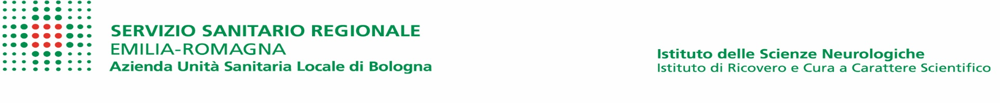 SERVIZIO SANITARIO REGIONALE
EMILIA-ROMAGNA
Azienda Unità Sanitaria Locale di Bologna
Istituto delle Scienze Neurologiche
Istituto di Ricovero e Cura a Carattere Scientifico